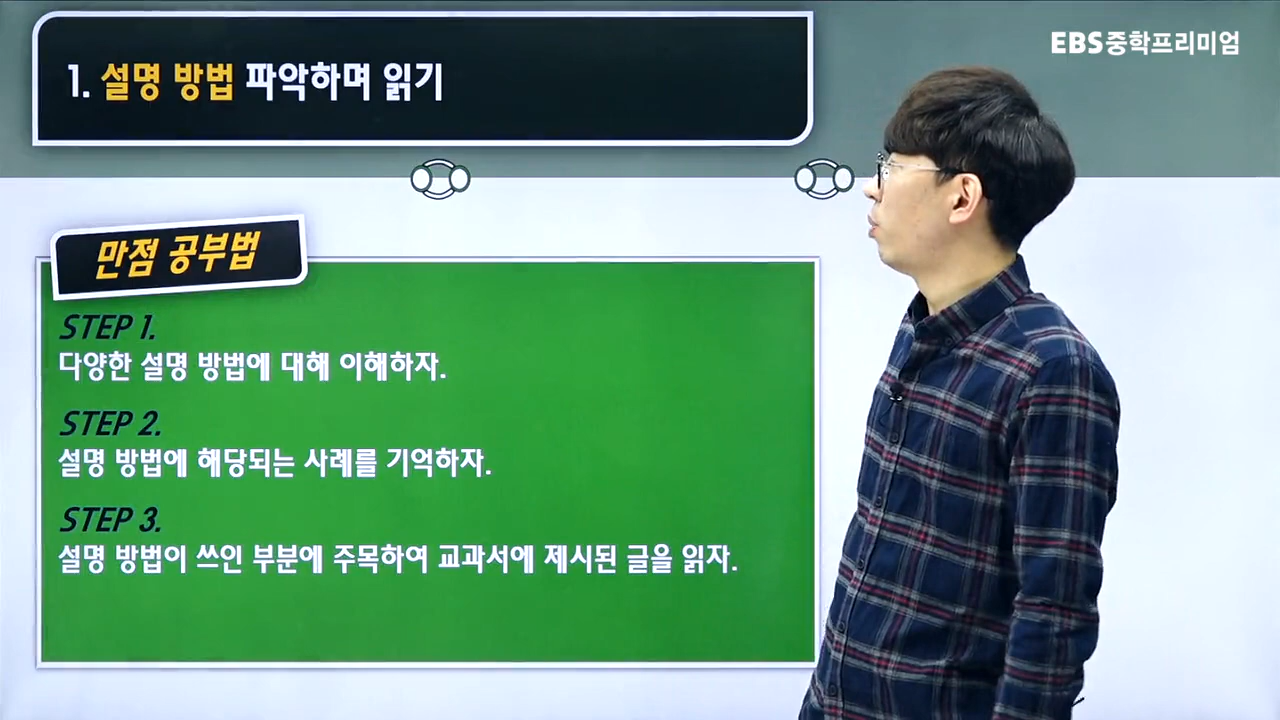 EBS중학프리미엄
1. 설명 방법 파악하며 읽기
만점 공부법
STEP 1.
다양한 설명 방법에 대해 이해하자.
STEP 2.
설명 방법에 해당되는 사례를 기억하자.
STEP 3.
설명 방법이 쓰인 부분에 주목하여 교과서에 제시된 글을 읽자.